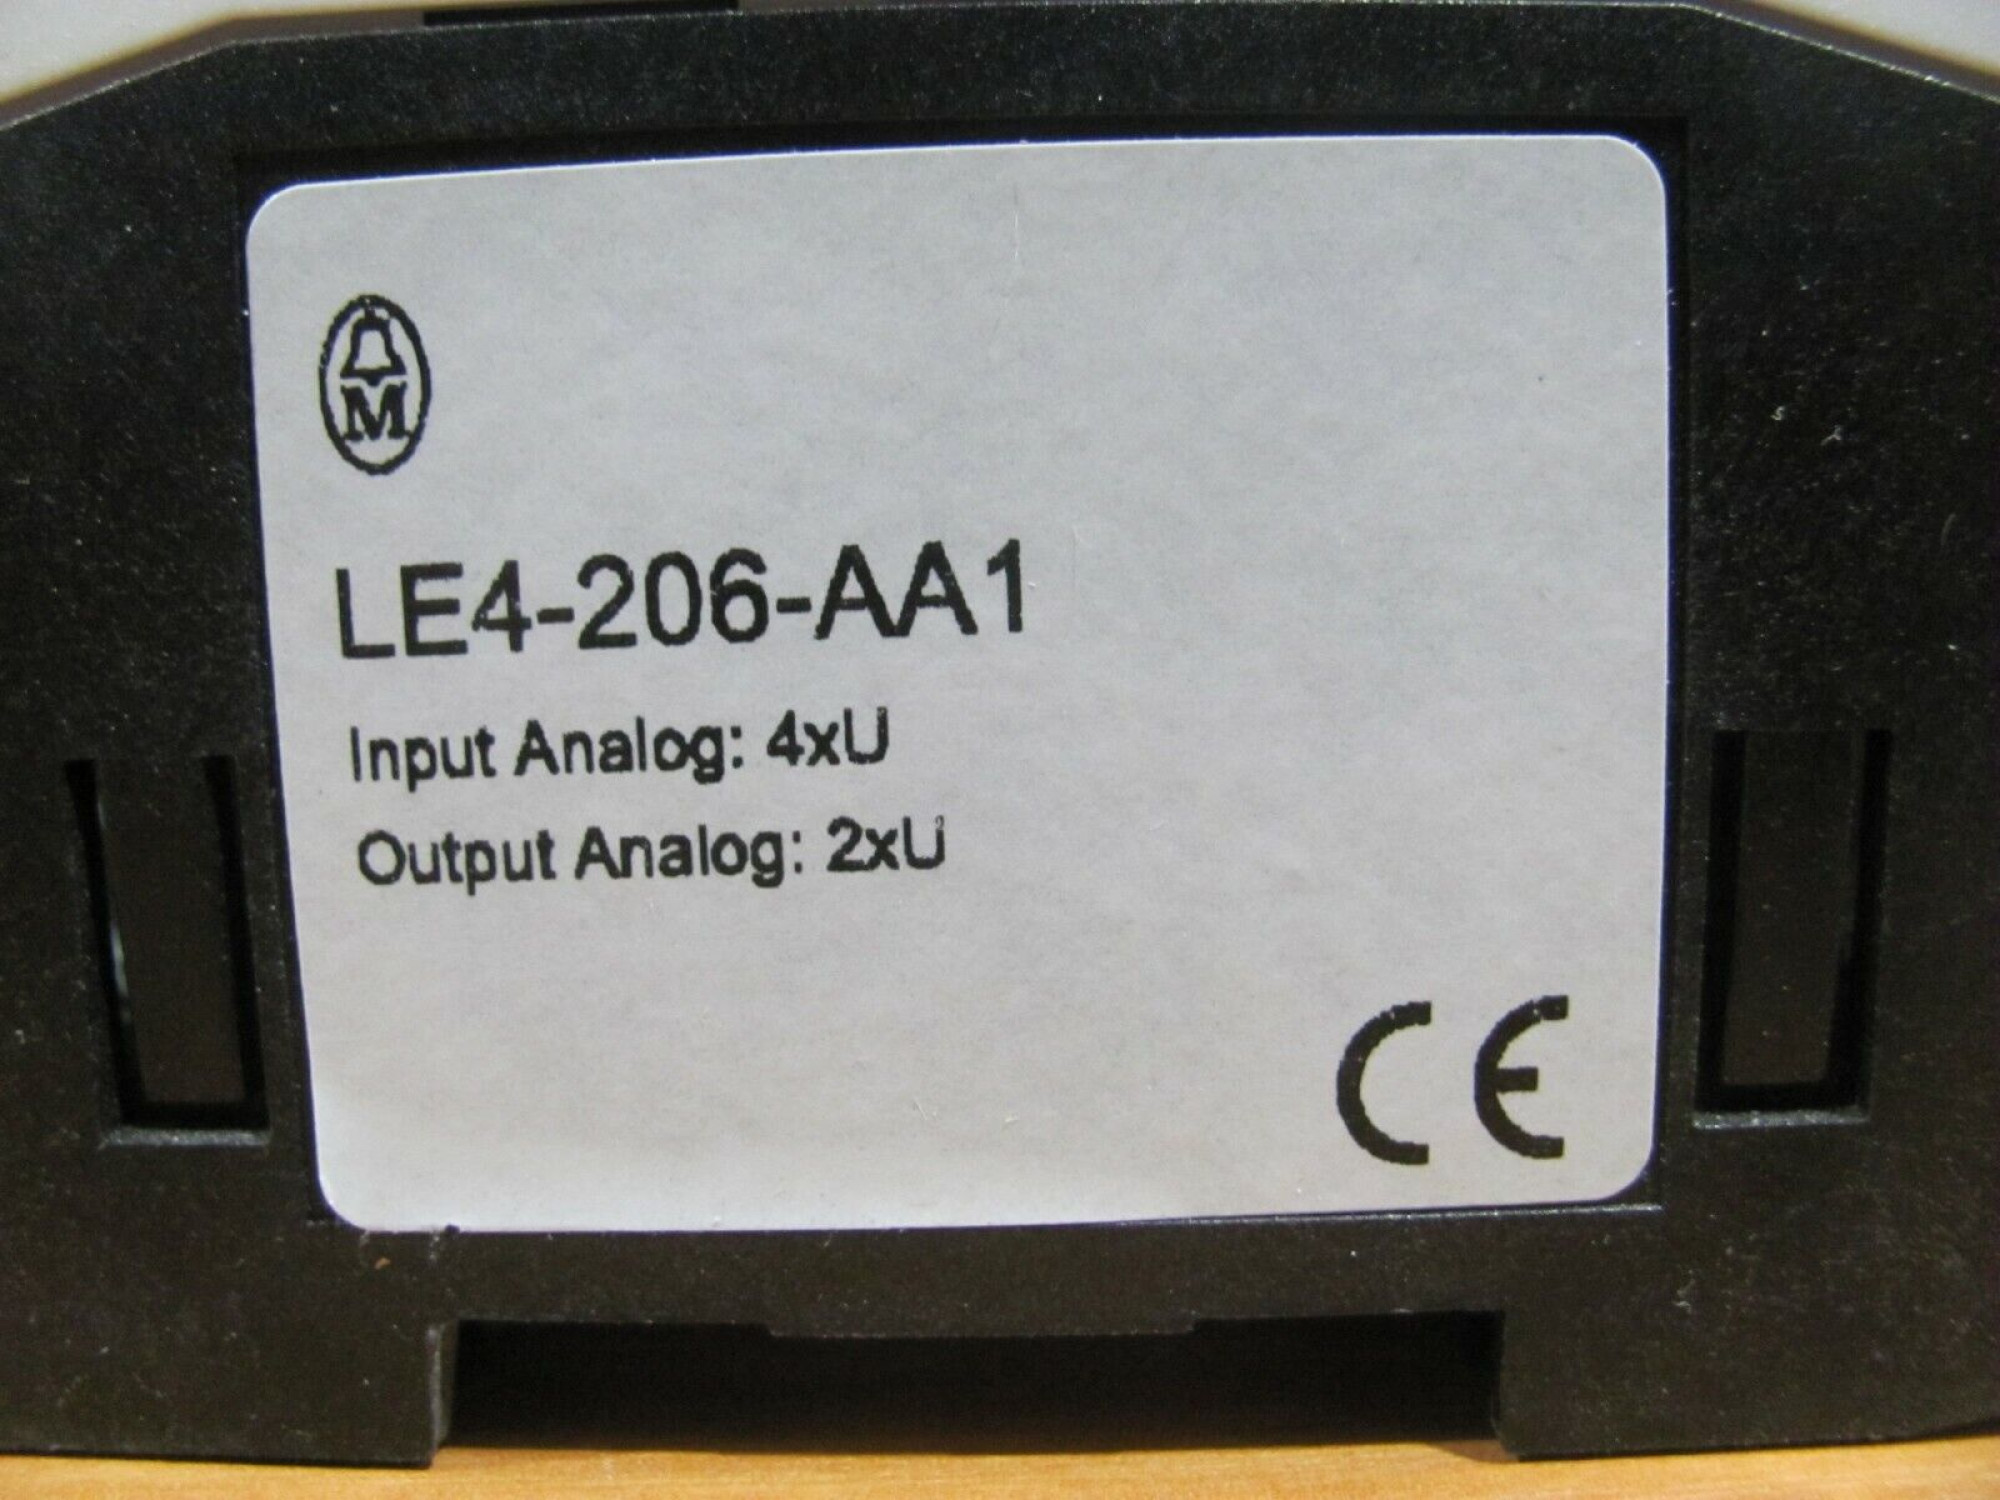 M
LE4-206-AA1
Input Analog: 4xU
Output Analog: 2xU
CE